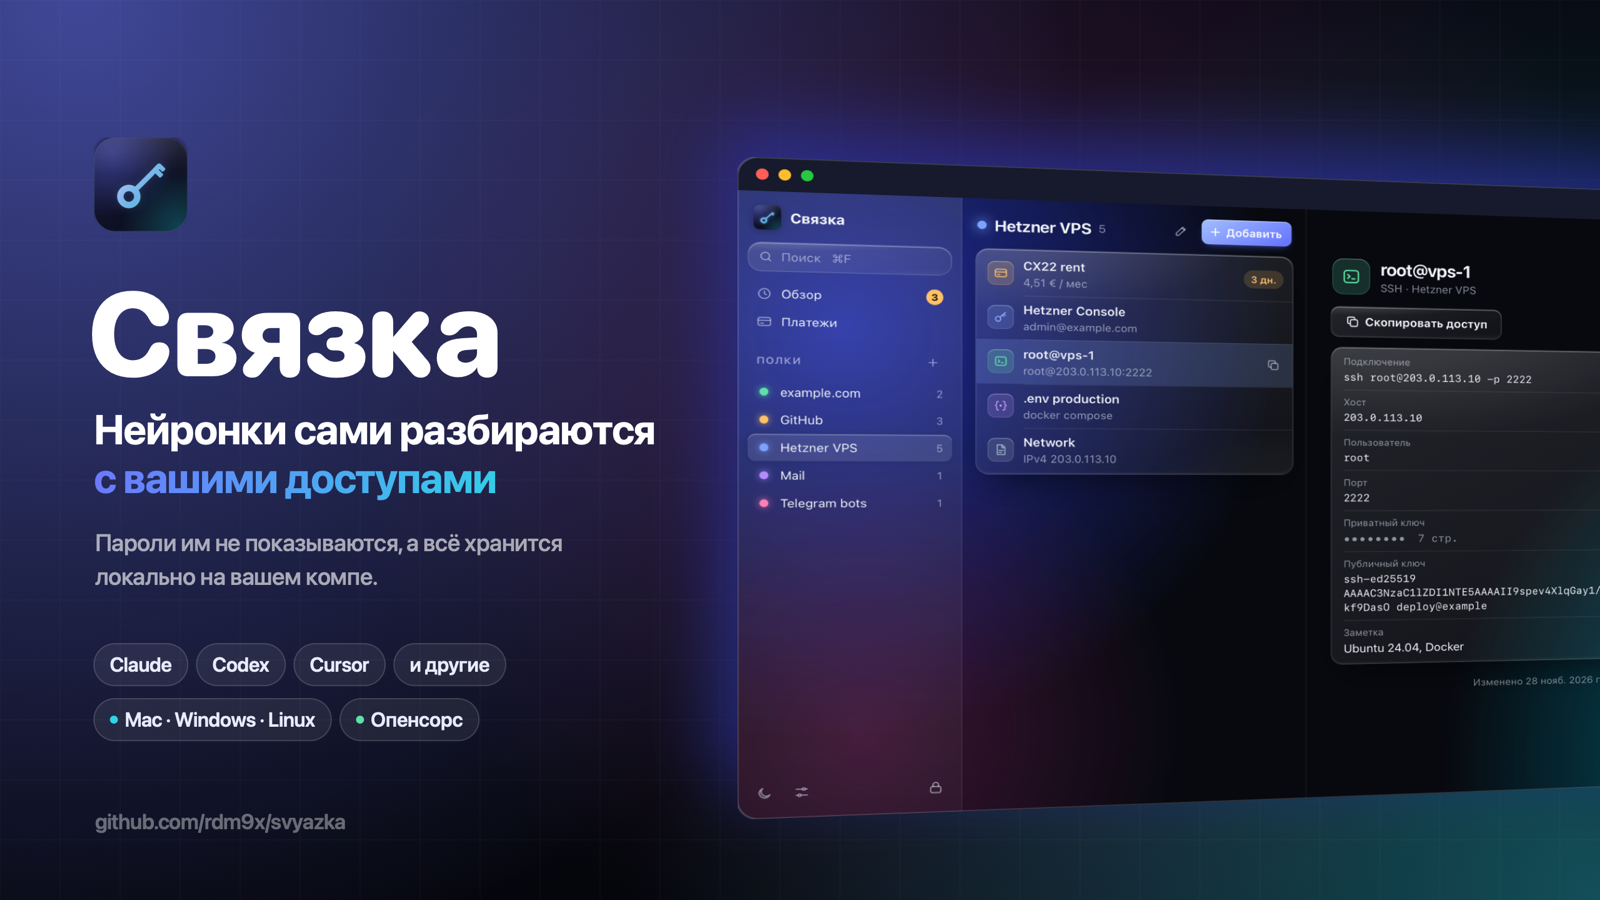 Связка
Нейронки сами разбираются
с вашими доступами
Пароли им не показываются, а всё хранится
локально на вашем компе.
Claude
Codex
Cursor
и другие
Mac · Windows · Linux
Опенсорс
github.com/rdm9x/svyazka
Связка
Поиск ⌘F
Обзор 3
Платежи
ПОЛКИ +
example.com 2
GitHub 3
Hetzner VPS 5
Mail 1
Telegram bots 1
Hetzner VPS 5
+ Добавить
CX22 rent
4,51 € / мес
3 дн.
Hetzner Console
admin@example.com
root@vps-1
root@203.0.113.10:2222
.env production
docker compose
Network
IPv4 203.0.113.10
root@vps-1
SSH · Hetzner VPS
Скопировать доступ
Подключение
ssh root@203.0.113.10 -p 2222
Хост
203.0.113.10
Пользователь
root
Порт
2222
Приватный ключ
•••••••• 7 стр.
Публичный ключ
ssh-ed25519
AAAAC3NzaC1lZDI1NTE5AAAAII9spev4XlqGay1/
kf9DasO deploy@example
Заметка
Ubuntu 24.04, Docker
Изменено 28 нояб. 2026 г